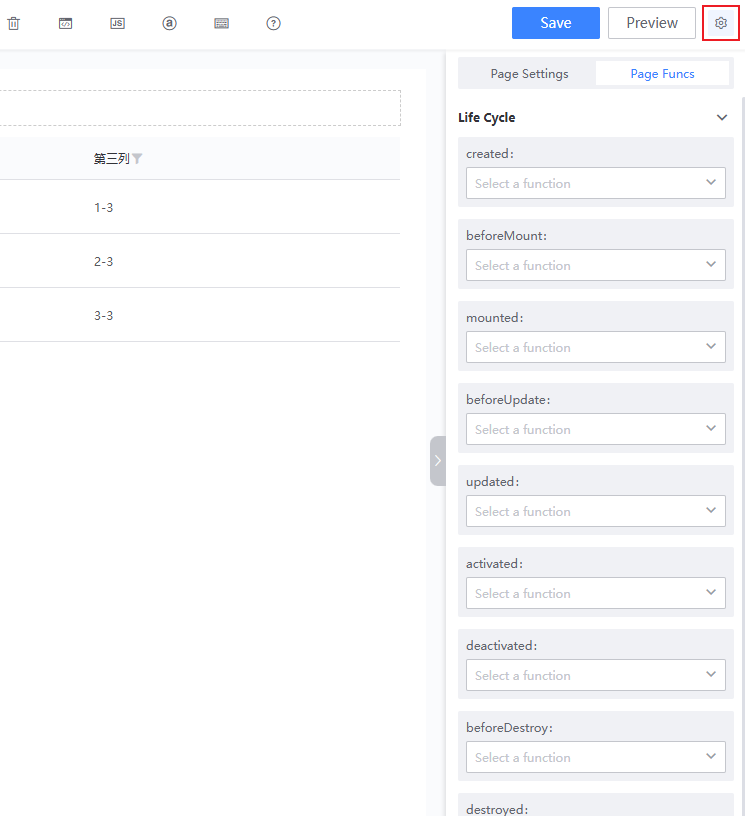 JS
a
?
Save
Preview
Page Settings
Page Funcs
Life Cycle
created:
Select a function
beforeMount:
Select a function
第三列
1-3
2-3
3-3
mounted:
Select a function
beforeUpdate:
Select a function
updated:
Select a function
activated:
Select a function
deactivated:
Select a function
beforeDestroy:
Select a function
destroyed: